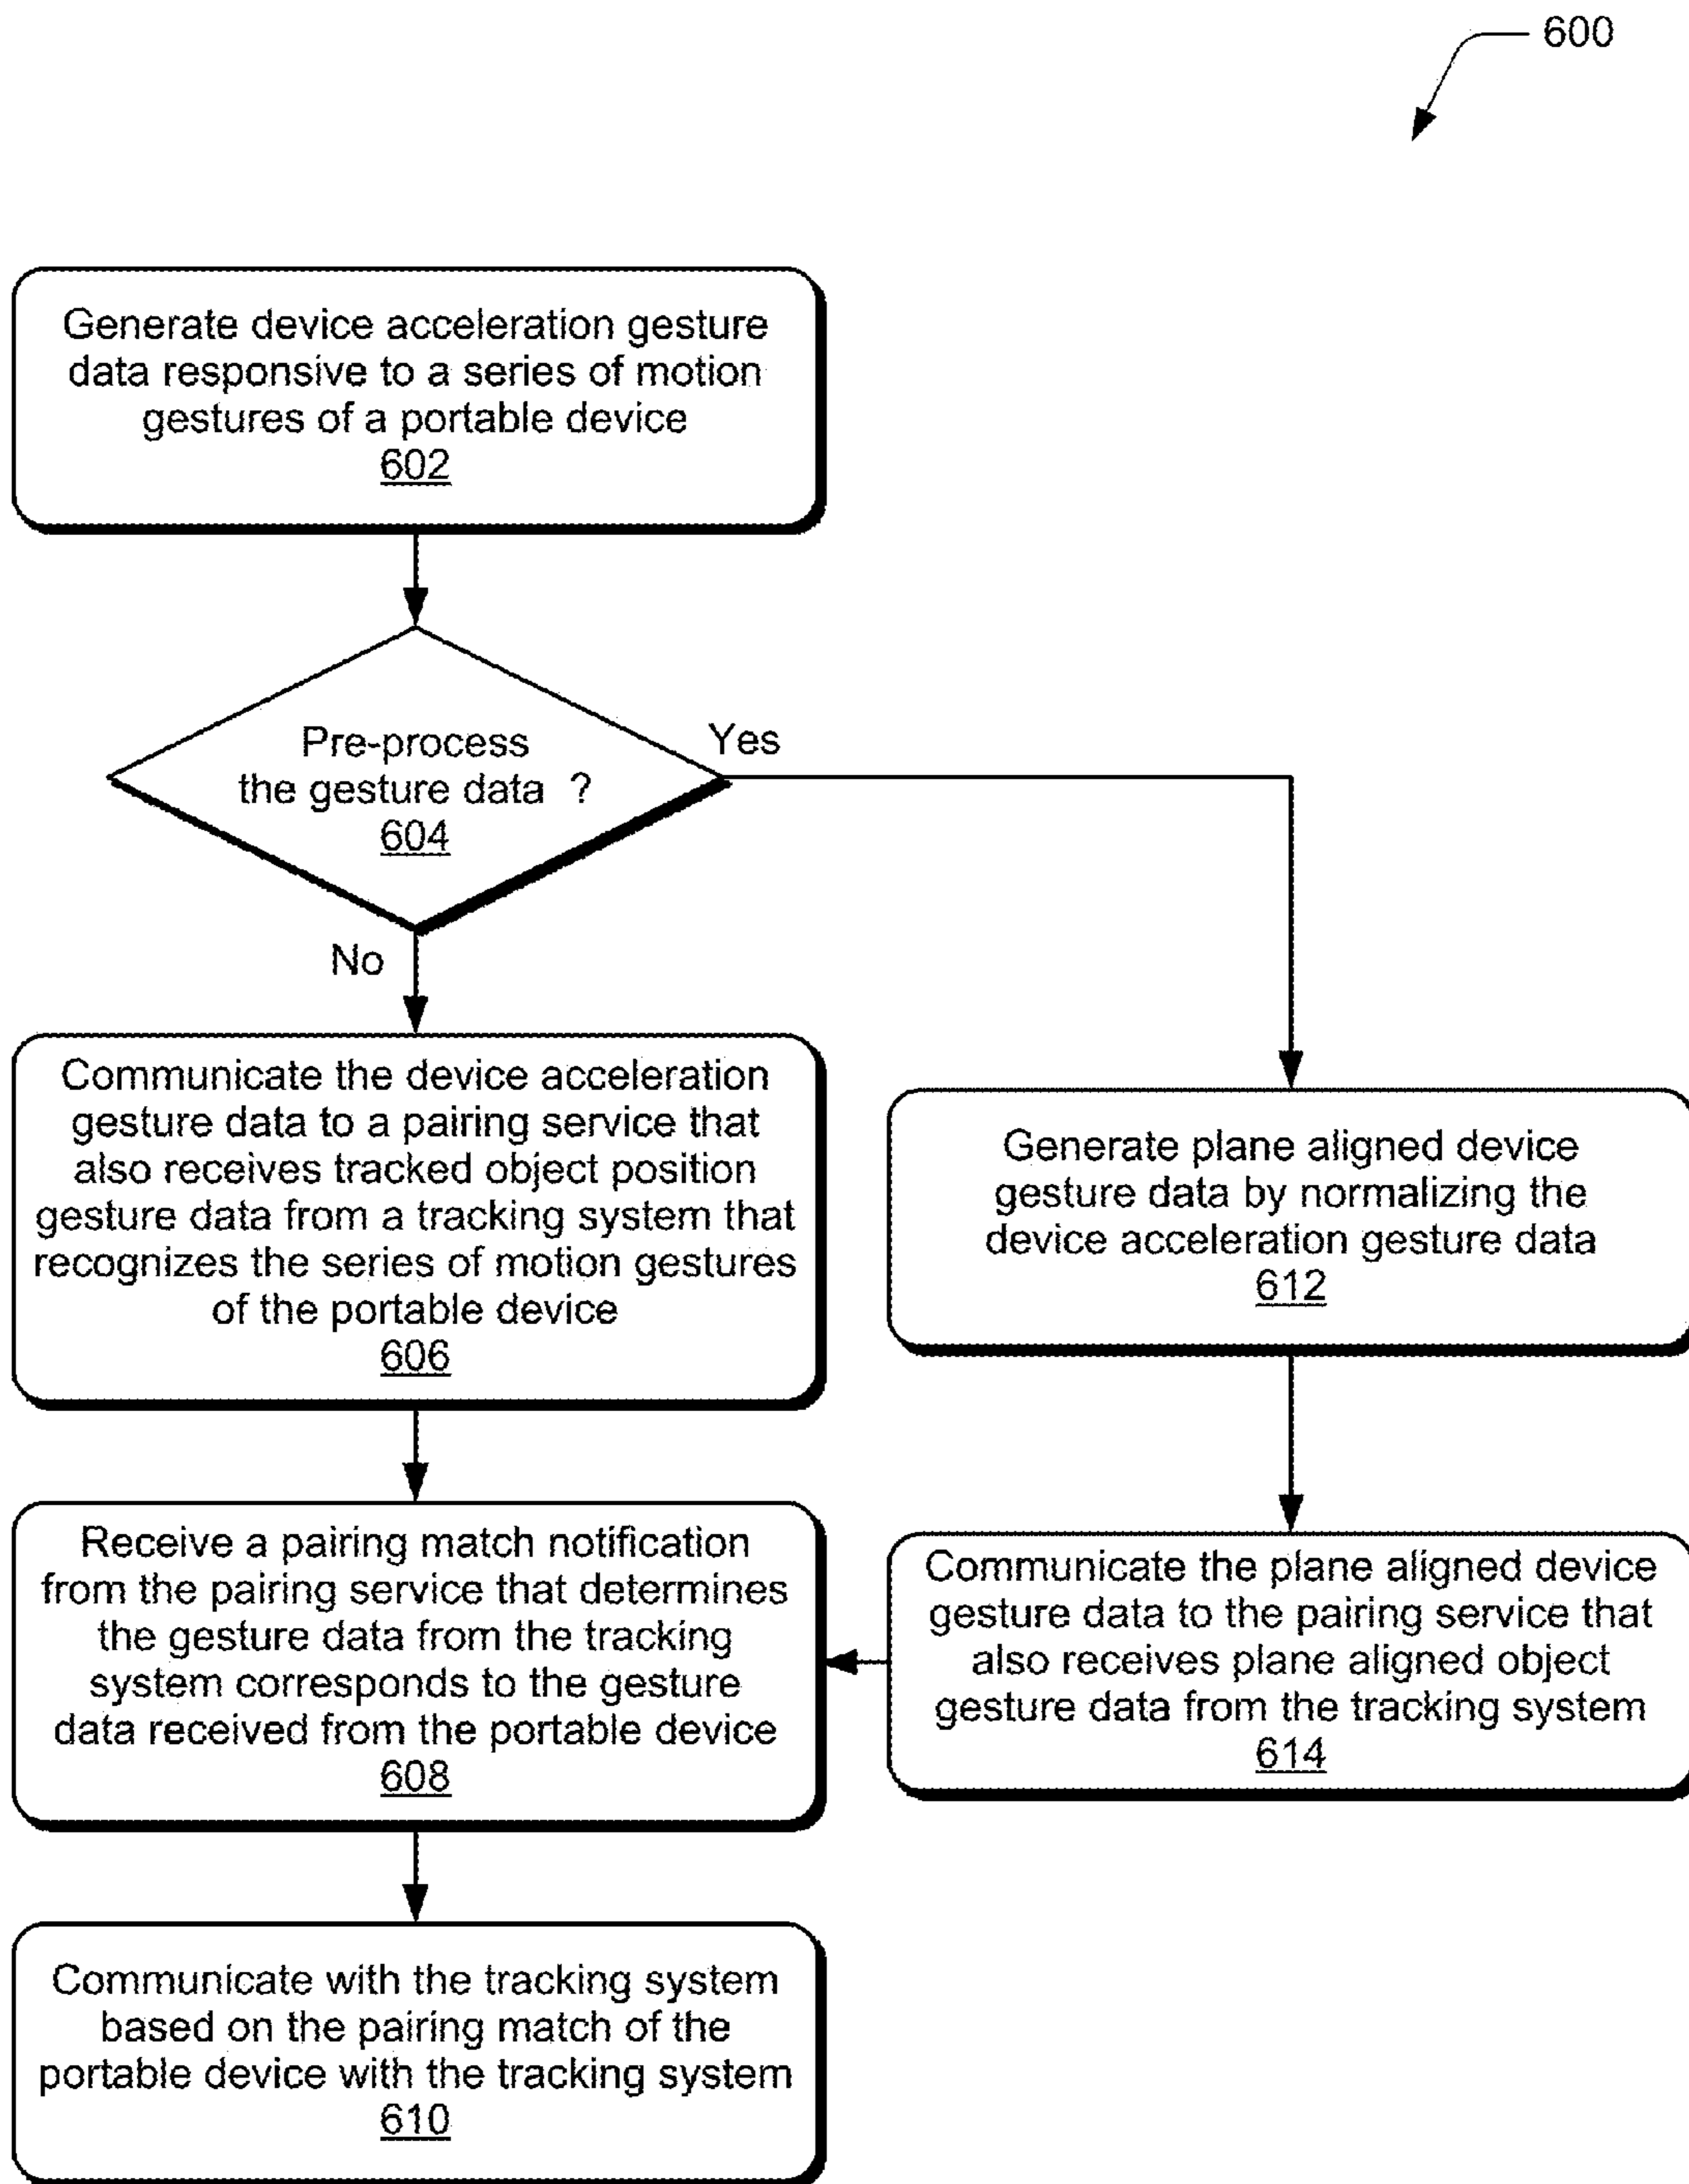 600
Generate device acceleration gesture
data responsive to a series of motion
gestures of a portable device
602
Pre-process
the gesture data ?
604
Yes
No
Communicate the device acceleration
gesture data to a pairing service that
also receives tracked object position
gesture data from a tracking system that
recognizes the series of motion gestures
of the portable device
606
Generate plane aligned device
gesture data by normalizing the
device acceleration gesture data
612
Receive a pairing match notification
from the pairing service that determines
the gesture data from the tracking
system corresponds to the gesture
data received from the portable device
608
Communicate the plane aligned device
gesture data to the pairing service that
also receives plane aligned object
gesture data from the tracking system
614
Communicate with the tracking system
based on the pairing match of the
portable device with the tracking system
610